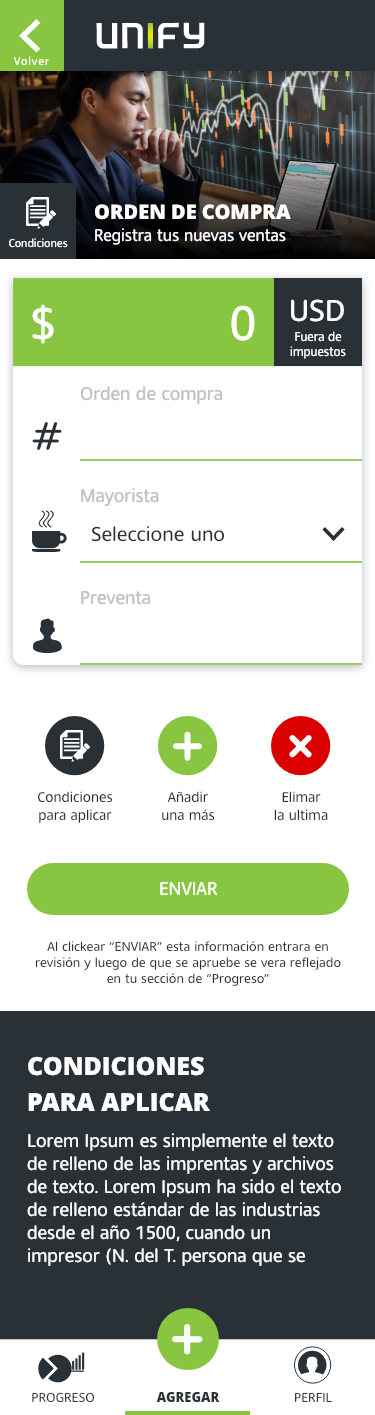 Volver
UNIFY
Condiciones
ORDEN DE COMPRA
Registra tus nuevas ventas
$ 0 USD
Fuera de
impuestos
Orden de compra
#
Mayorista
Seleccione uno
Preventa
Condiciones
para aplicar
Añadir
una más
Elimar
la ultima
ENVIAR
Al clickear “ENVIAR” esta información entrara en
revisión y luego de que se apruebe se vera reflejado
en tu sección de “Progreso”
CONDICIONES
PARA APLICAR
Lorem Ipsum es simplemente el texto
de relleno de las imprentas y archivos
de texto. Lorem Ipsum ha sido el texto
de relleno estándar de las industrias
desde el año 1500, cuando un
impresor (N. del T. persona que se
PROGRESO
AGREGAR
PERFIL